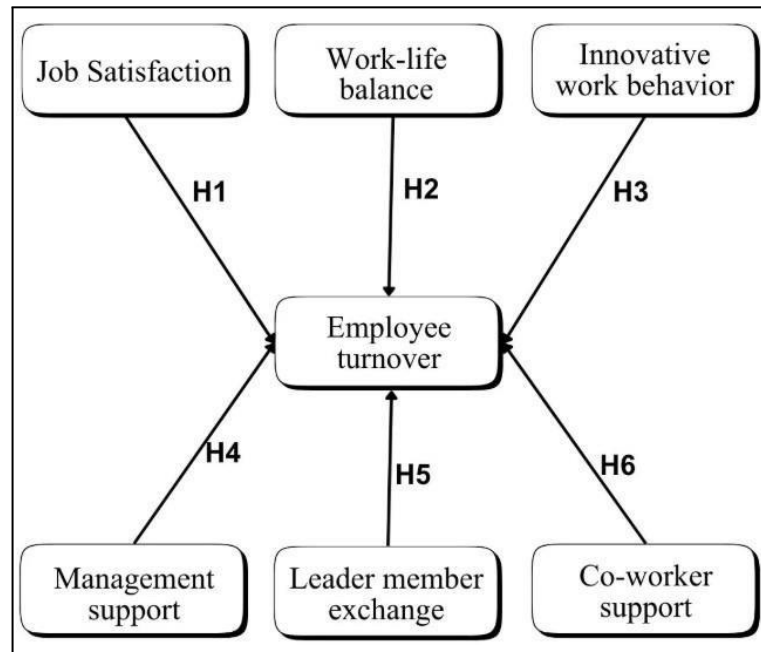 Job Satisfaction
Work-life
balance
Innovative
work behavior
H1
H2
H3
Employee
turnover
H4
H5
H6
Management
support
Leader member
exchange
Co-worker
support